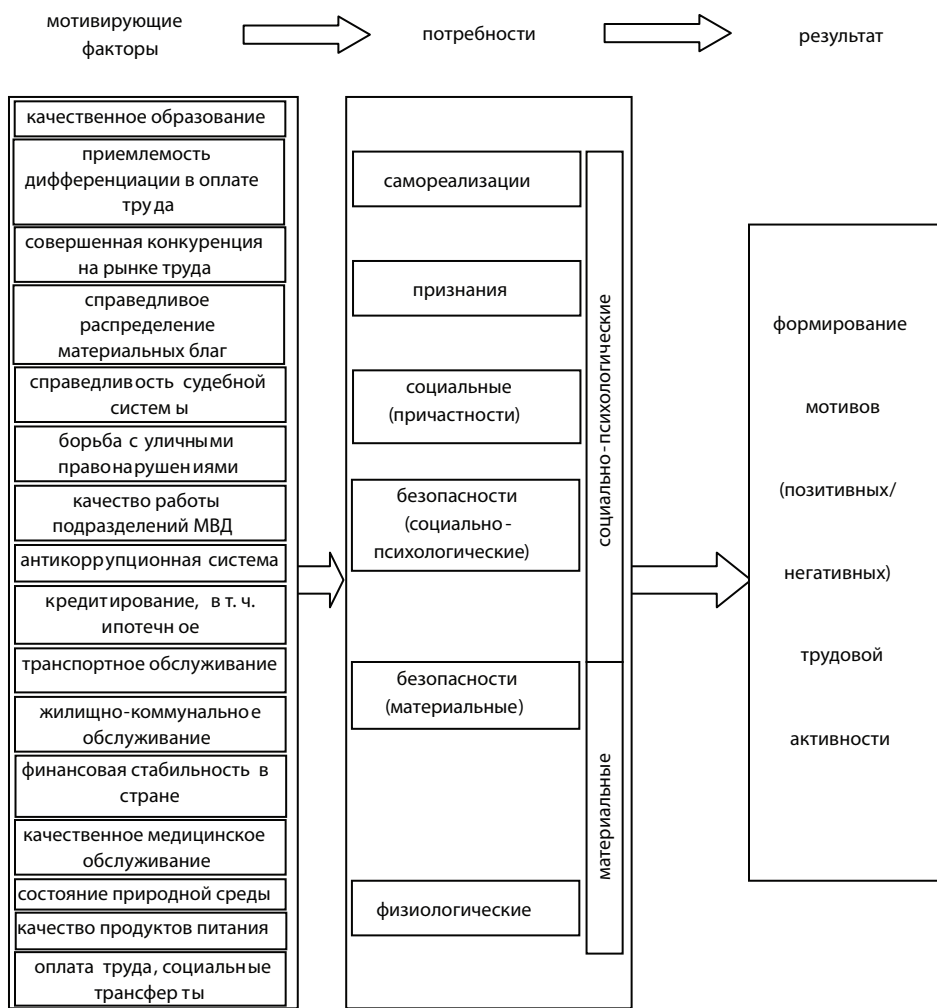 мотивирующие
факторы
потребности
результат
качественное образование
приемлемость
дифференциации в оплате
труда
совершенная конкуренция
на рынке труда
справедливое
распределение
материальных благ
справедливость судебной
системы
борьба с уличными
правонарушениями
качество работы
подразделений МВД
антикоррупционная система
кредитирование, в т. ч.
ипотечное
транспортное обслуживание
жилищно-коммунальное
обслуживание
финансовая стабильность в
стране
качественное медицинское
обслуживание
состояние природной среды
качество продуктов питания
оплата труда, социальные
трансферты
самореализации
признания
социальные
(причастности)
безопасности
(социально-
психологические)
безопасности
(материальные)
физиологические
социально-психологические
материальные
формирование
мотивов
(позитивных/
негативных)
трудовой
активности